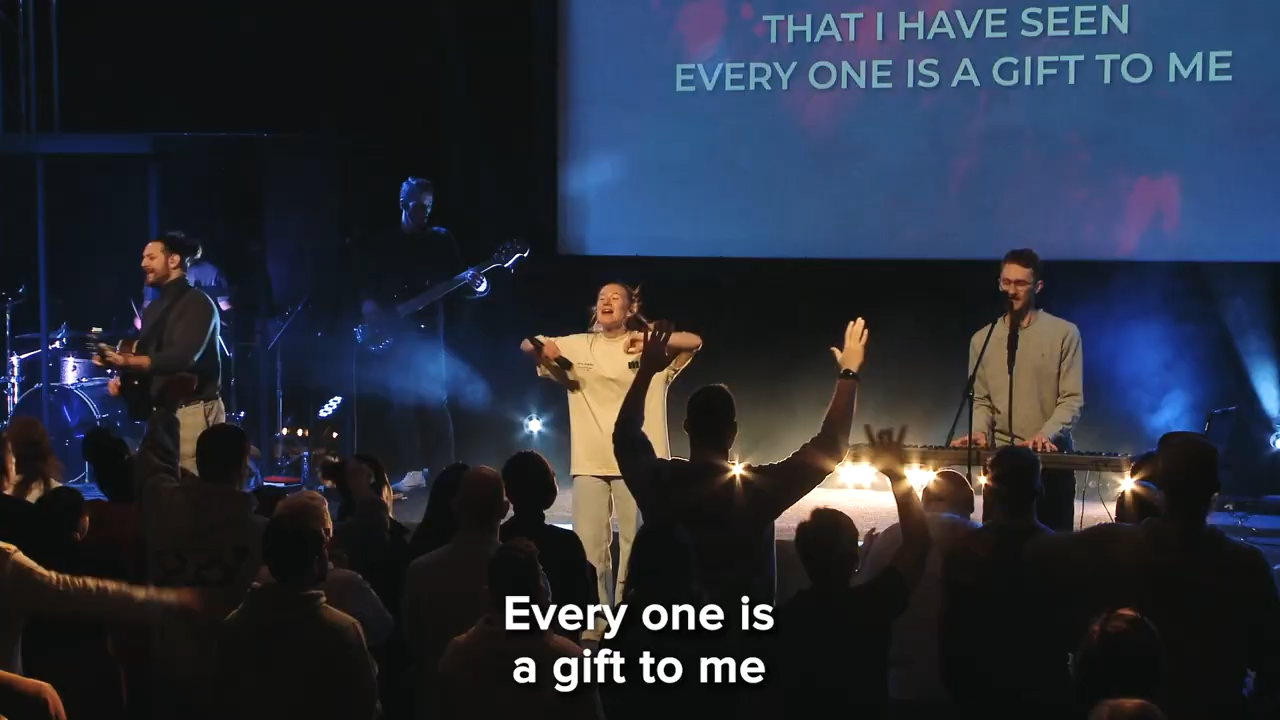 THAT I HAVE SEEN
EVERY ONE IS A GIFT TO ME
Every one is
a gift to me